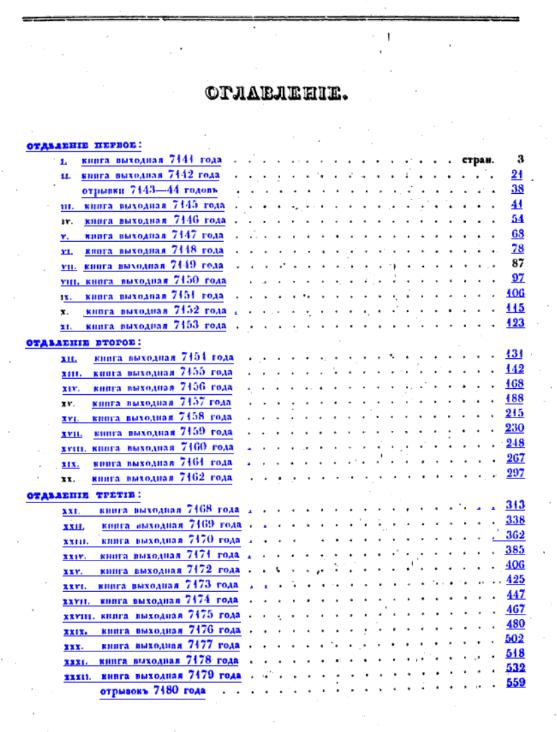 ОГЛАВЛЕНІЕ.
ОТДѢЛЕНІЕ ПЕРВОЕ:
I. КНИГА ВЫХОДНАЯ 7141 ГОДА стран. 3
II. КНИГА ВЫХОДНАЯ 7142 ГОДА 21
ОТРЫВКИ 7143—44 ГОДОВЪ 38
III. КНИГА ВЫХОДНАЯ 7145 ГОДА 41
IV. КНИГА ВЫХОДНАЯ 7146 ГОДА 54
V. КНИГА ВЫХОДНАЯ 7147 ГОДА 68
VI. КНИГА ВЫХОДНАЯ 7148 ГОДА 78
VII. КНИГА ВЫХОДНАЯ 7149 ГОДА 87
VIII. КНИГА ВЫХОДНАЯ 7150 ГОДА 97
IX. КНИГА ВЫХОДНАЯ 7151 ГОДА 106
X. КНИГА ВЫХОДНАЯ 7152 ГОДА 115
XI. КНИГА ВЫХОДНАЯ 7153 ГОДА 123
ОТДѢЛЕНІЕ ВТОРОЕ:
XII. КНИГА ВЫХОДНАЯ 7154 ГОДА 131
XIII. КНИГА ВЫХОДНАЯ 7155 ГОДА 142
XIV. КНИГА ВЫХОДНАЯ 7156 ГОДА 168
XV. КНИГА ВЫХОДНАЯ 7157 ГОДА 188
XVI. КНИГА ВЫХОДНАЯ 7158 ГОДА 215
XVII. КНИГА ВЫХОДНАЯ 7159 ГОДА 230
XVIII. КНИГА ВЫХОДНАЯ 7160 ГОДА 248
XIX. КНИГА ВЫХОДНАЯ 7161 ГОДА 267
XX. КНИГА ВЫХОДНАЯ 7162 ГОДА 297
ОТДѢЛЕНІЕ ТРЕТІЕ:
XXI. КНИГА ВЫХОДНАЯ 7168 ГОДА 313
XXII. КНИГА ВЫХОДНАЯ 7169 ГОДА 338
XXIII. КНИГА ВЫХОДНАЯ 7170 ГОДА 362
XXIV. КНИГА ВЫХОДНАЯ 7171 ГОДА 385
XXV. КНИГА ВЫХОДНАЯ 7172 ГОДА 406
XXVI. КНИГА ВЫХОДНАЯ 7173 ГОДА 425
XXVII. КНИГА ВЫХОДНАЯ 7174 ГОДА 447
XXVIII. КНИГА ВЫХОДНАЯ 7175 ГОДА 467
XXIX. КНИГА ВЫХОДНАЯ 7176 ГОДА 480
XXX. КНИГА ВЫХОДНАЯ 7177 ГОДА 502
XXXI. КНИГА ВЫХОДНАЯ 7178 ГОДА 518
XXXII. КНИГА ВЫХОДНАЯ 7179 ГОДА 532
ОТРЫВОКЪ 7180 ГОДА 559